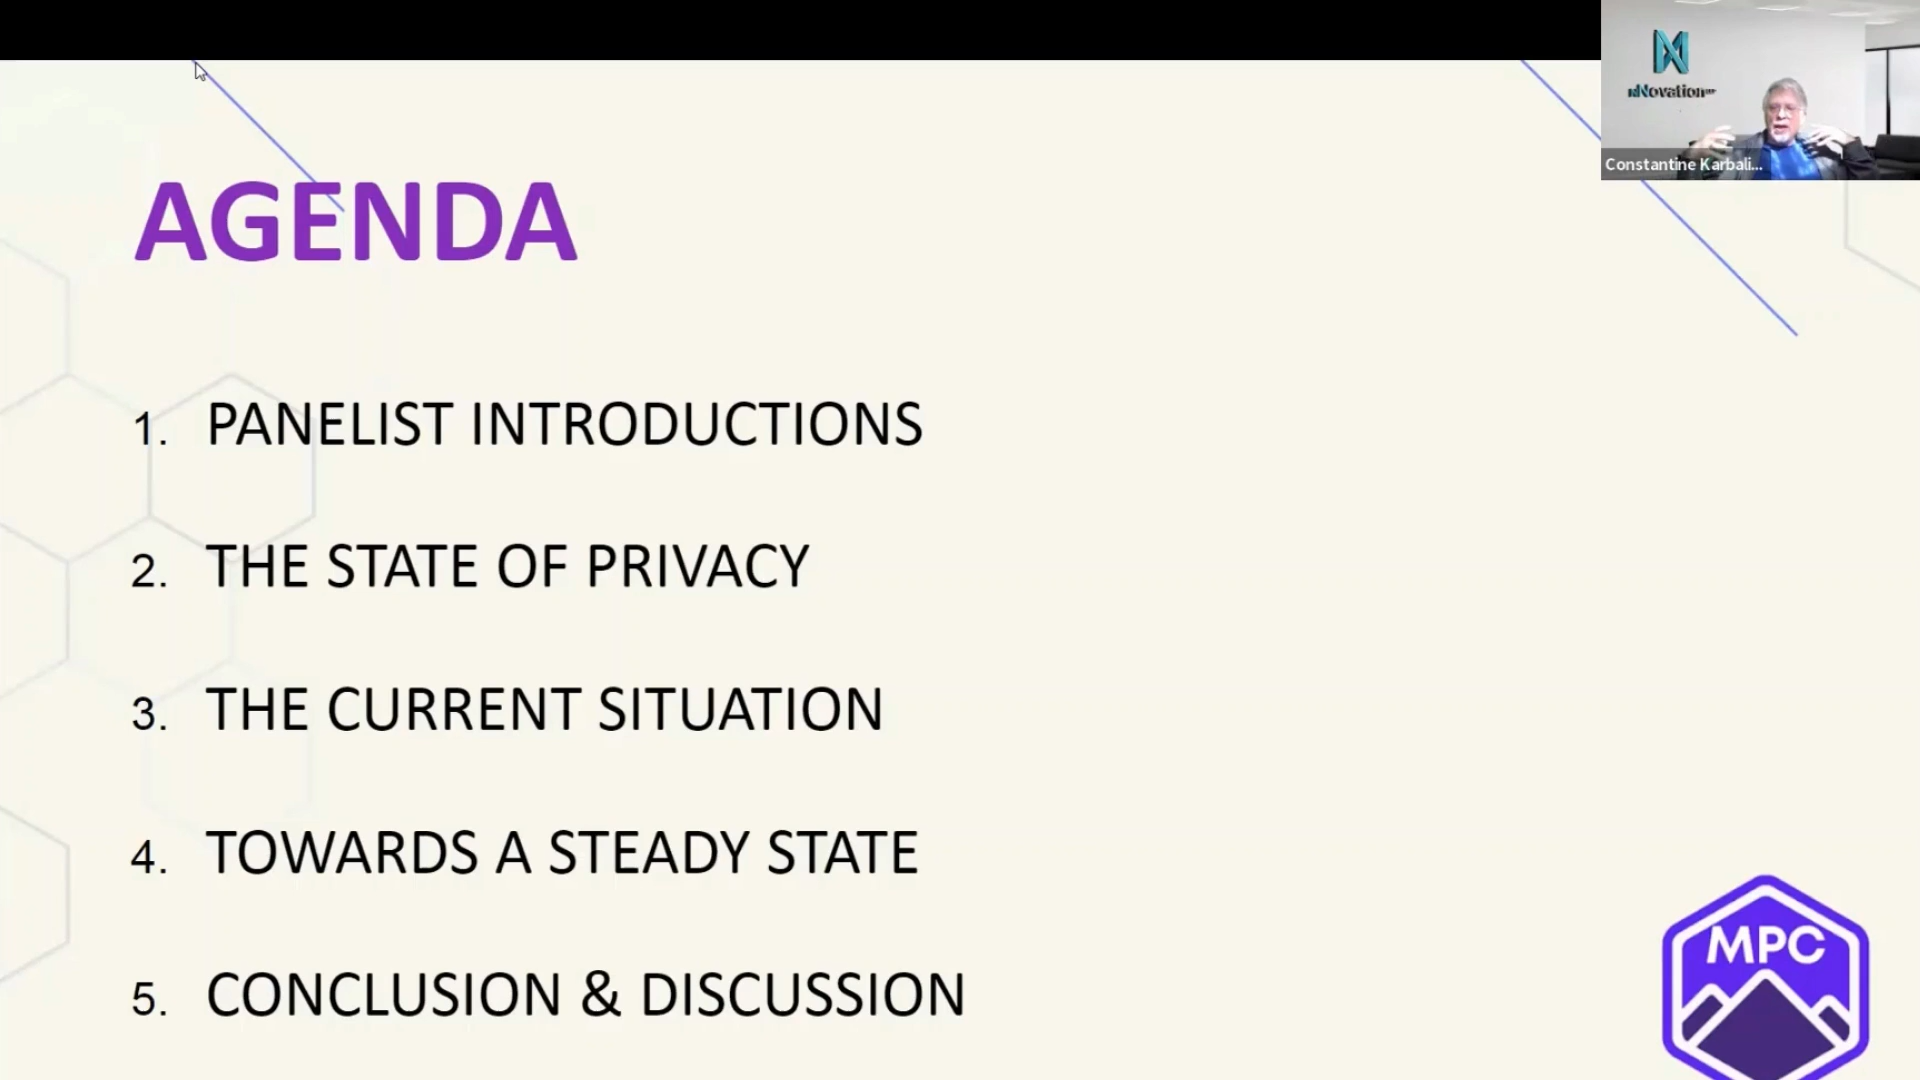 nNovation LLP
Constantine Karbali...
AGENDA
1. PANELIST INTRODUCTIONS
2. THE STATE OF PRIVACY
3. THE CURRENT SITUATION
4. TOWARDS A STEADY STATE
5. CONCLUSION & DISCUSSION
MPC